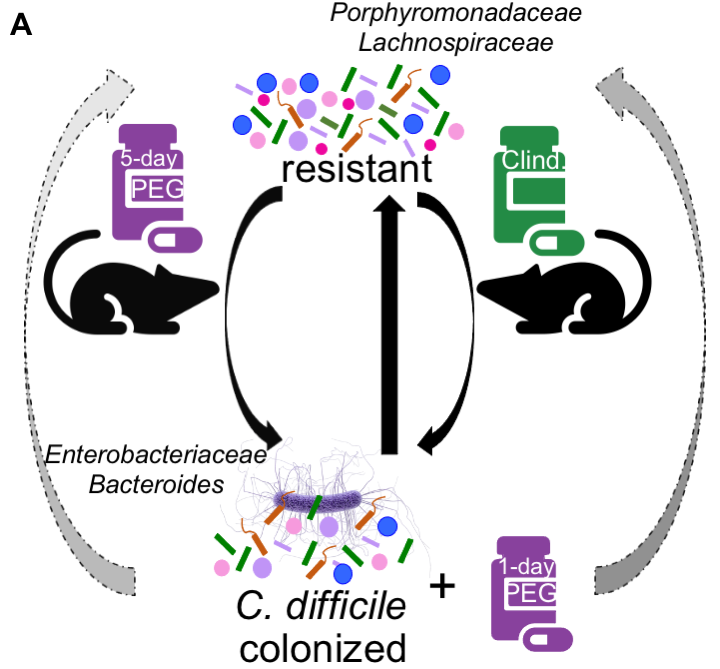 A
Porphyromonadaceae
Lachnospiraceae
5-day
PEG
resistant
Clind.
Enterobacteriaceae
Bacteroides
C. difficile
colonized
+
1-day
PEG